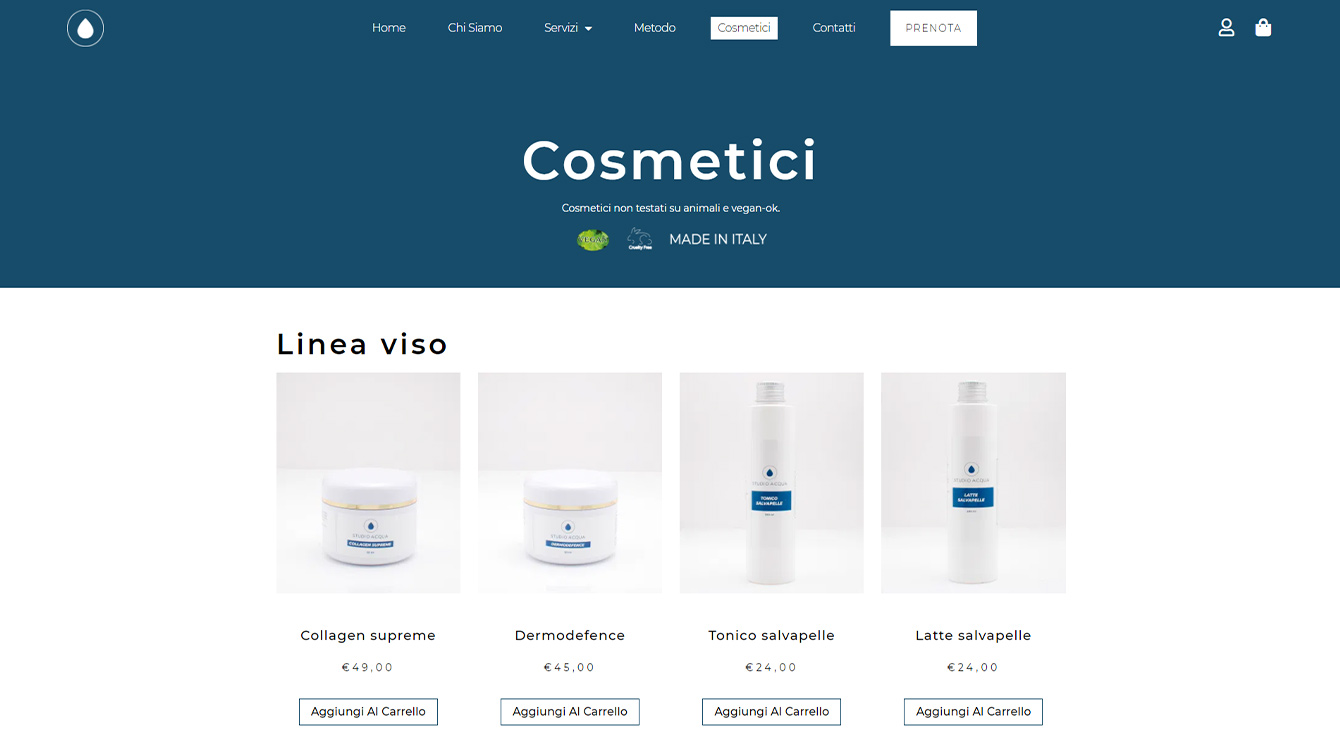 Home Chi Siamo Servizi Metodo Cosmetici Contatti PRENOTA
Cosmetici
Cosmetici non testati su animali e vegan-ok.
VEGAN Cruelty Free MADE IN ITALY
Linea viso
STUDIO ACQUA
COLLAGEN SUPREME
STUDIO ACQUA
DERMODEFENCE
STUDIO ACQUA
TONICO
SALVAPELLE
STUDIO ACQUA
LATTE
SALVAPELLE
Collagen supreme Dermodefence Tonico salvapelle Latte salvapelle
€49,00 €45,00 €24,00 €24,00
Aggiungi Al Carrello Aggiungi Al Carrello Aggiungi Al Carrello Aggiungi Al Carrello